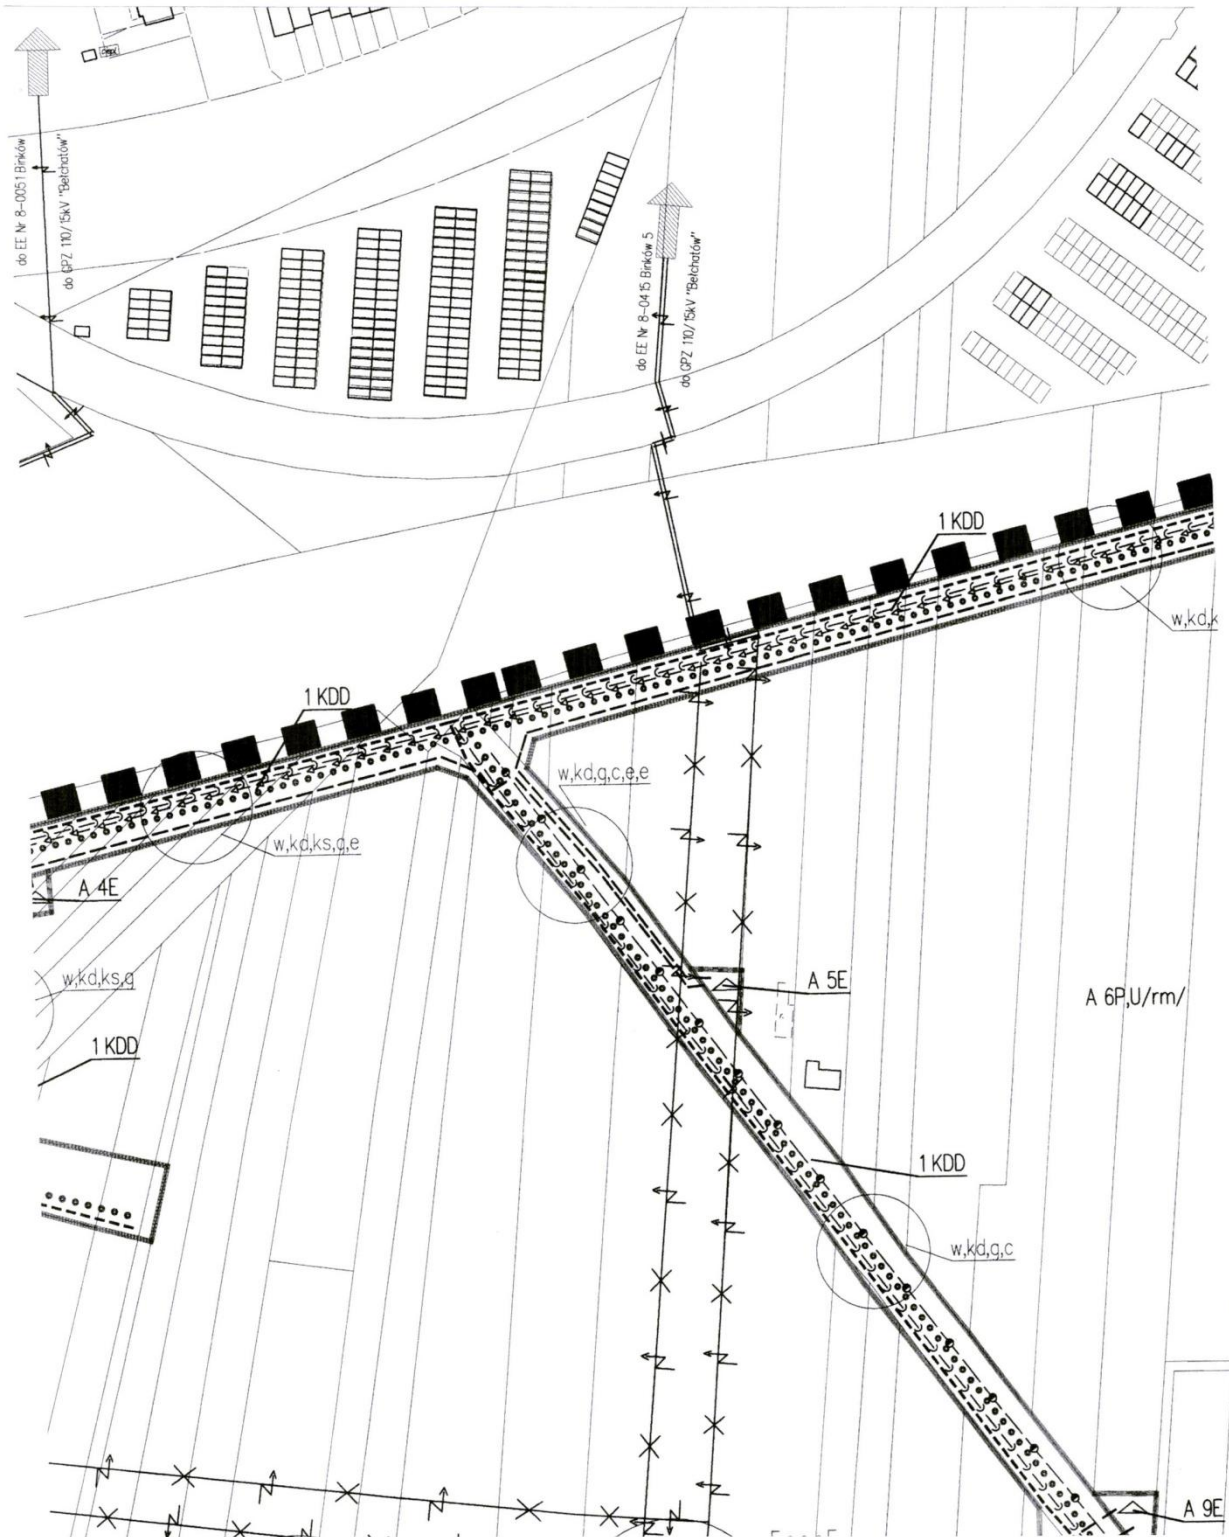 do EE Nr 8-0051 Binków
do GPZ 110/15kV "Bełchatów"
do EE Nr 8-0415 Binków 5
do GPZ 110/15kV "Bełchatów"
1 KDD
w,kd,k
1 KDD
w,kd,g,c,e,e
w,kd,ks,g,e
A 4E
w,kd,ks,g
A 5E
A 6P,U/rm/
1 KDD
1 KDD
w,kd,g,c
A 9E